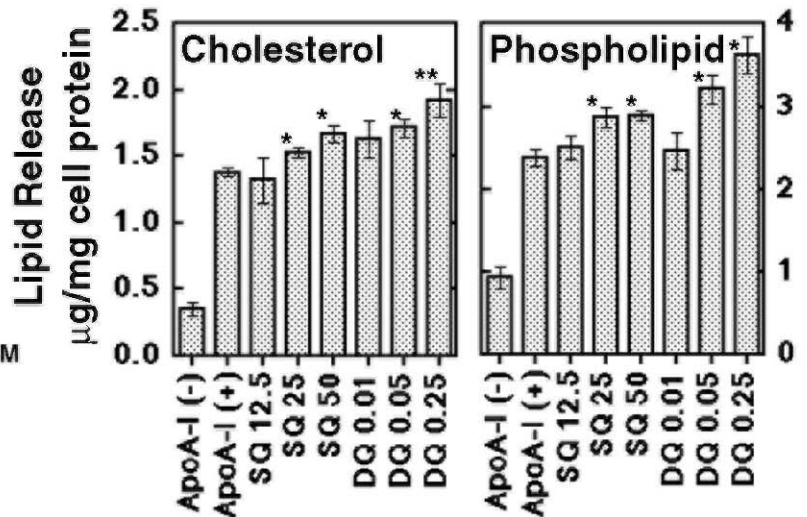 Lipid Release
µg/mg cell protein
2.5
2.0
1.5
1.0
0.5
0.0
M
Cholesterol
*
*
*
**
ApoA-I (-)
ApoA-I (+)
SQ 12.5
SQ 25
SQ 50
DQ 0.01
DQ 0.05
DQ 0.25
Phospholipid
*
*
*
*
4
3
2
1
0
ApoA-I (-)
ApoA-I (+)
SQ 12.5
SQ 25
SQ 50
DQ 0.01
DQ 0.05
DQ 0.25